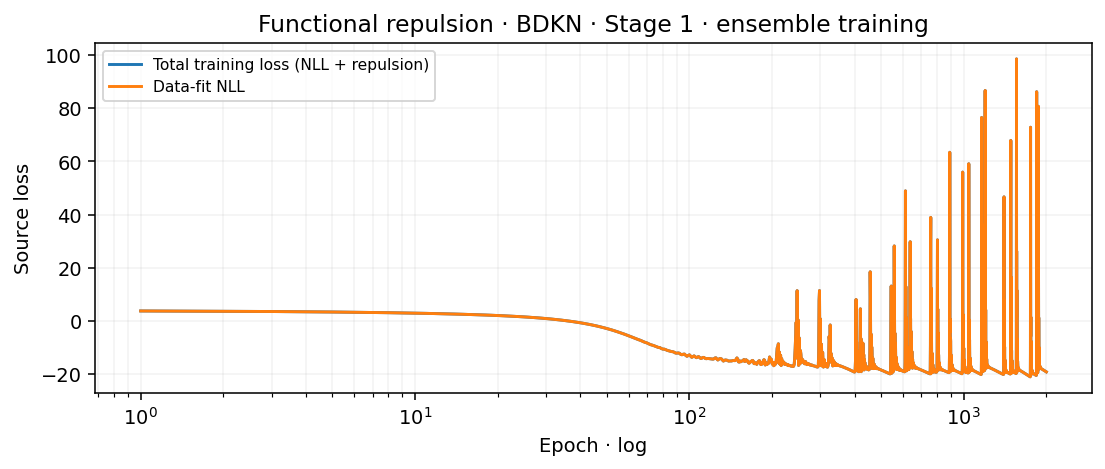 Functional repulsion · BDKN · Stage 1 · ensemble training
Total training loss (NLL + repulsion)
Data-fit NLL
Source loss
100
80
60
40
20
0
−20
10⁰
10¹
10²
10³
Epoch · log